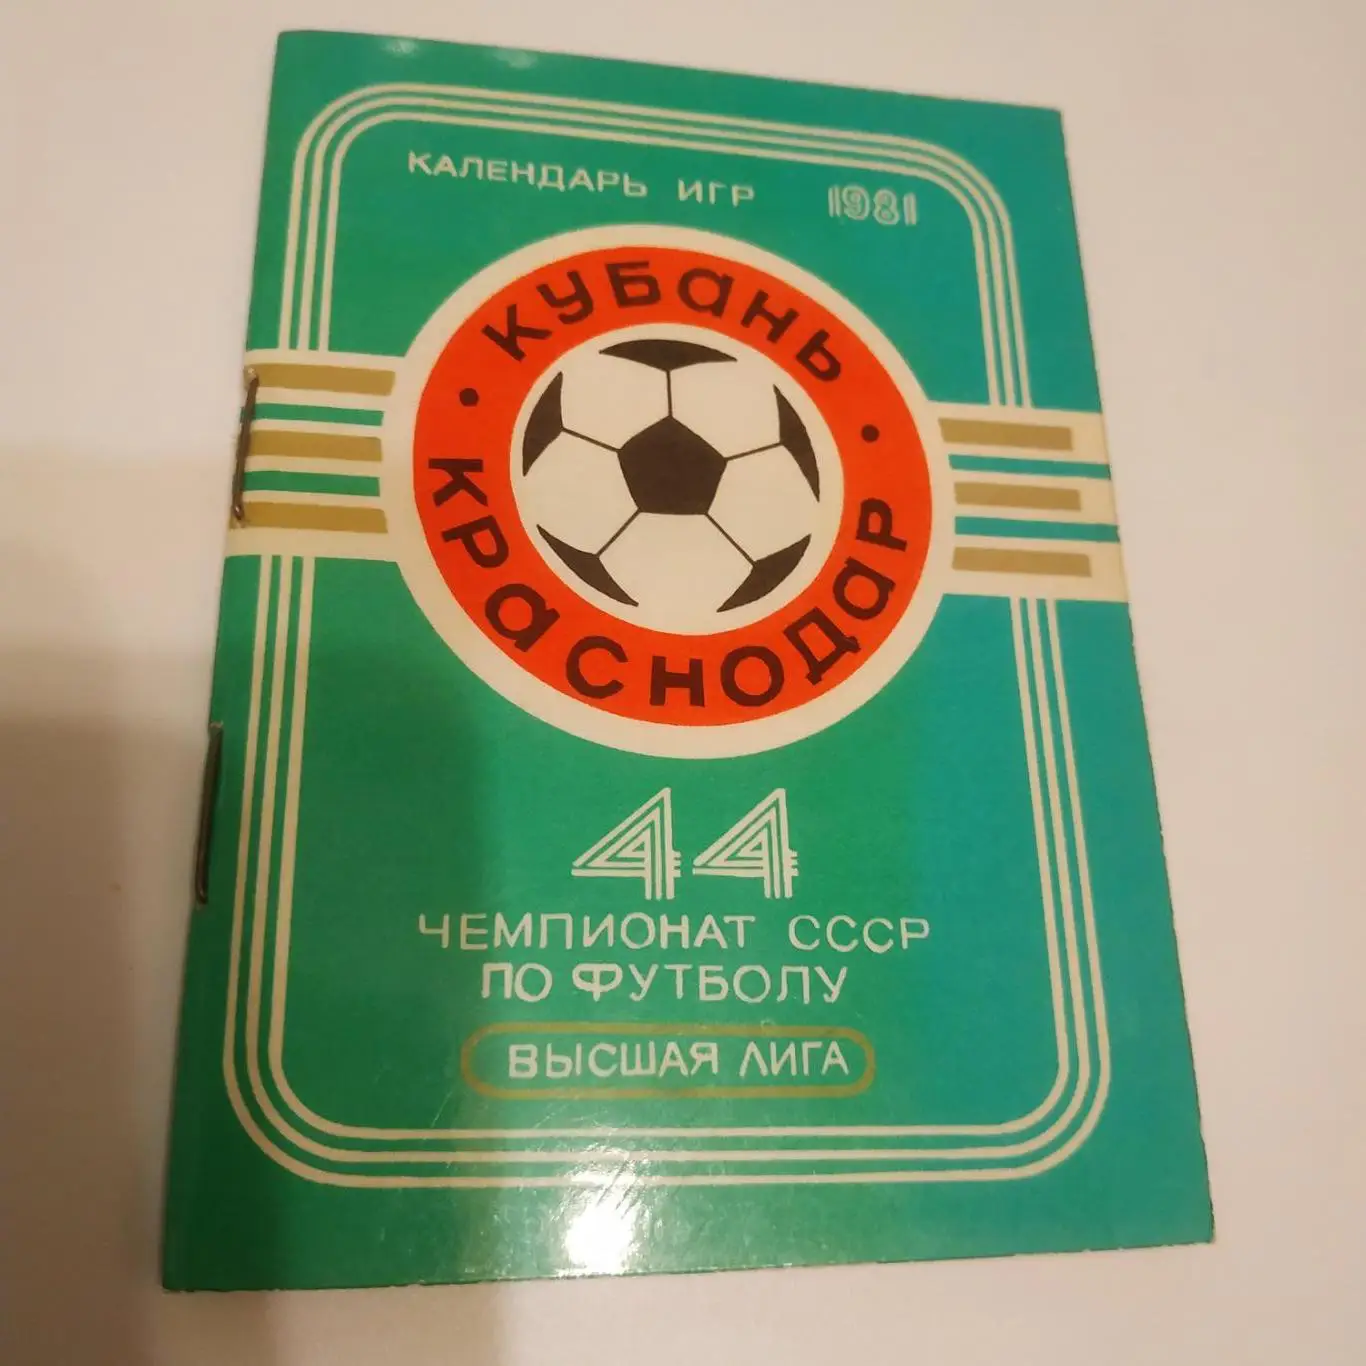 КАЛЕНДАРЬ ИГР 1981
КУБАНЬ
КРАСНОДАР
44
ЧЕМПИОНАТ СССР
ПО ФУТБОЛУ
ВЫСШАЯ ЛИГА